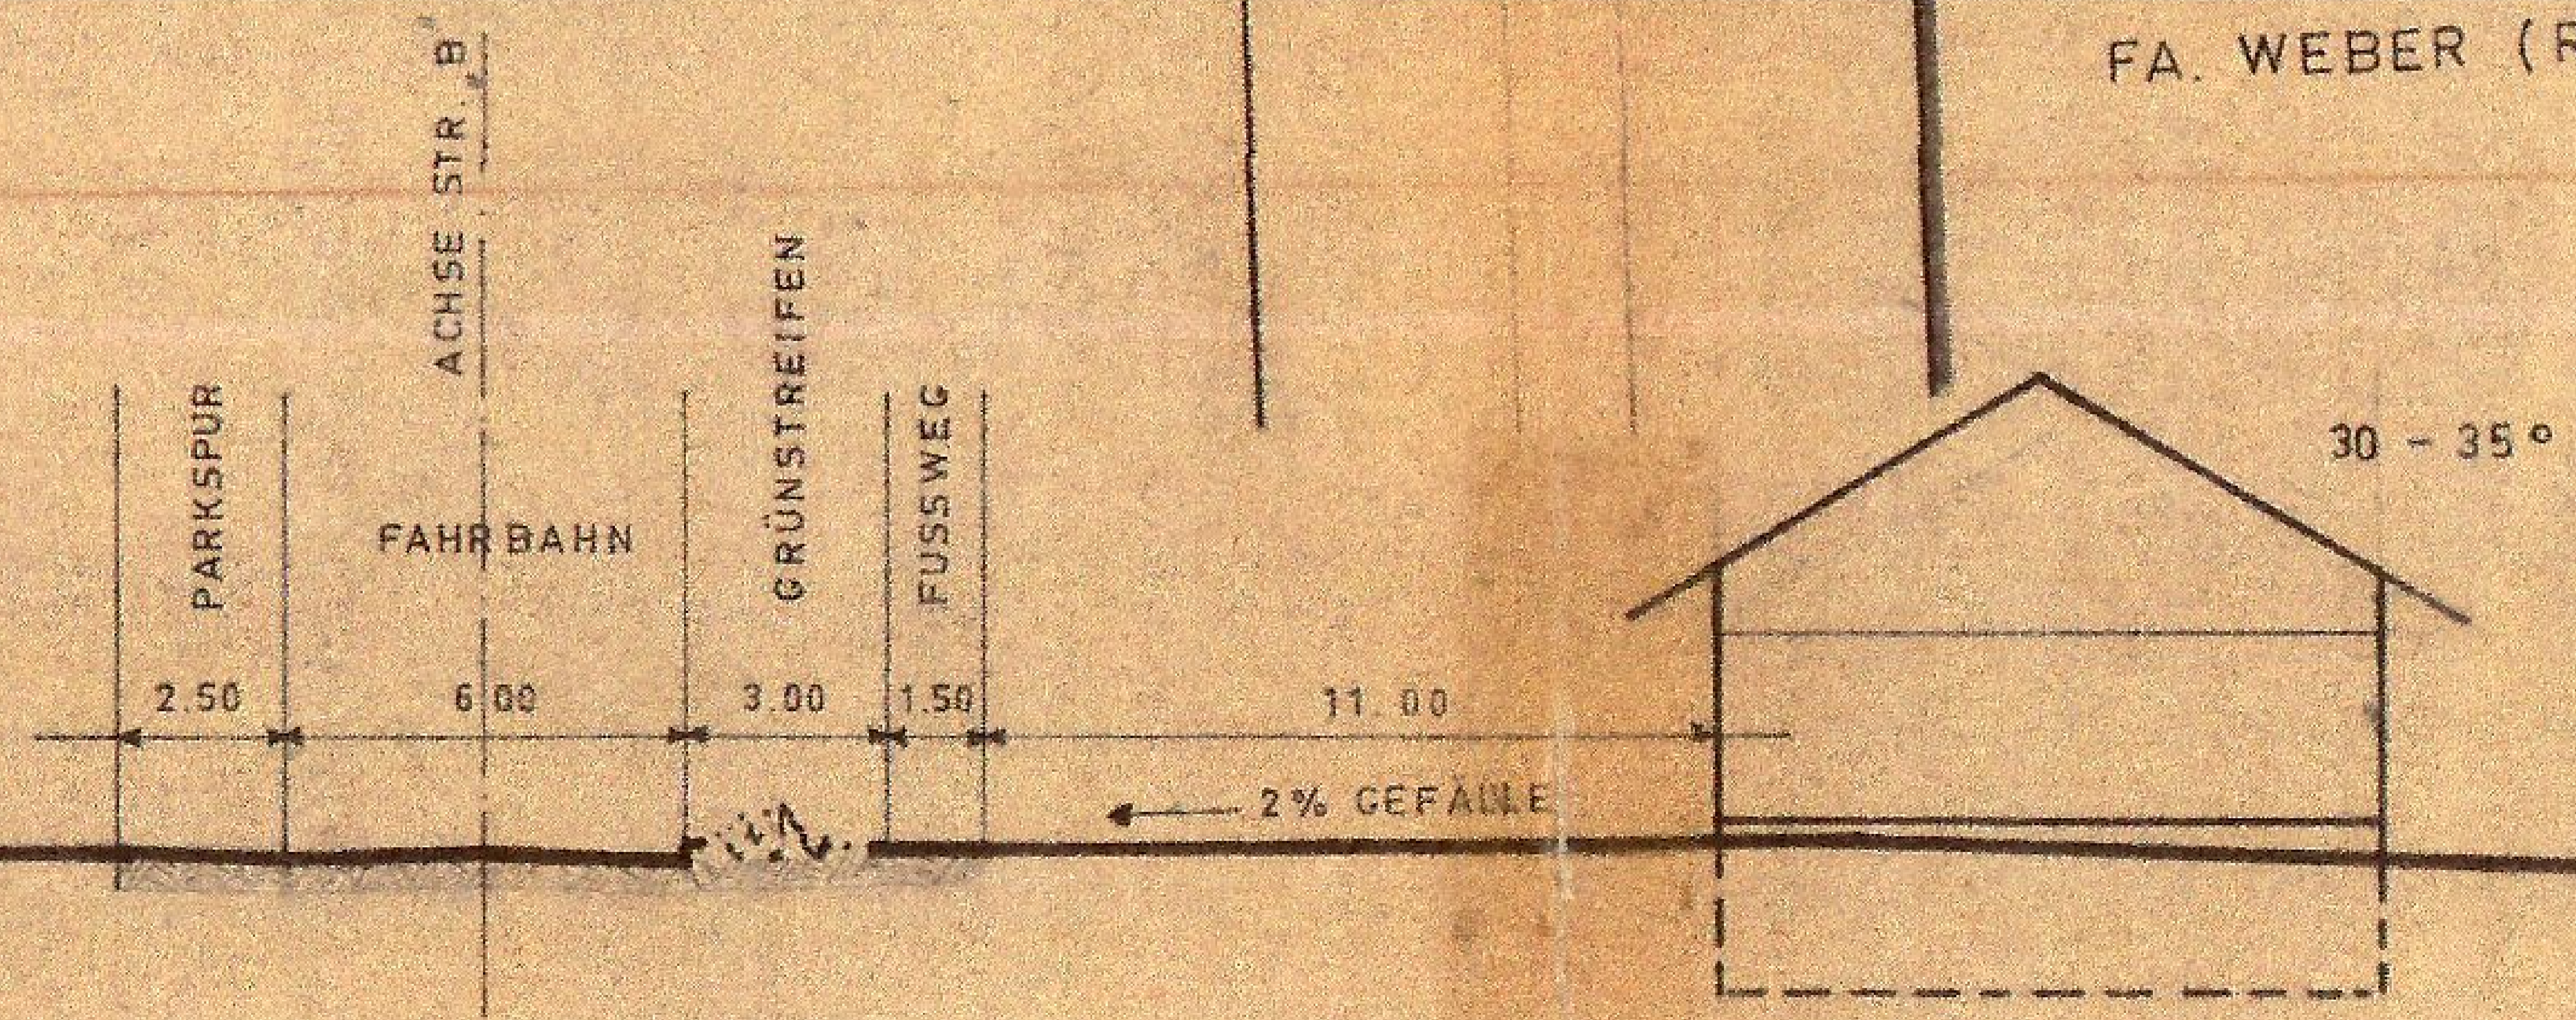 FA. WEBER (R
ACHSE STR. B
PARKSPUR
FAHRBAHN
GRÜNSTREIFEN
FUSSWEG
30 - 35°
2.50
6.00
3.00
1.50
11.00
2% GEFÄLLE